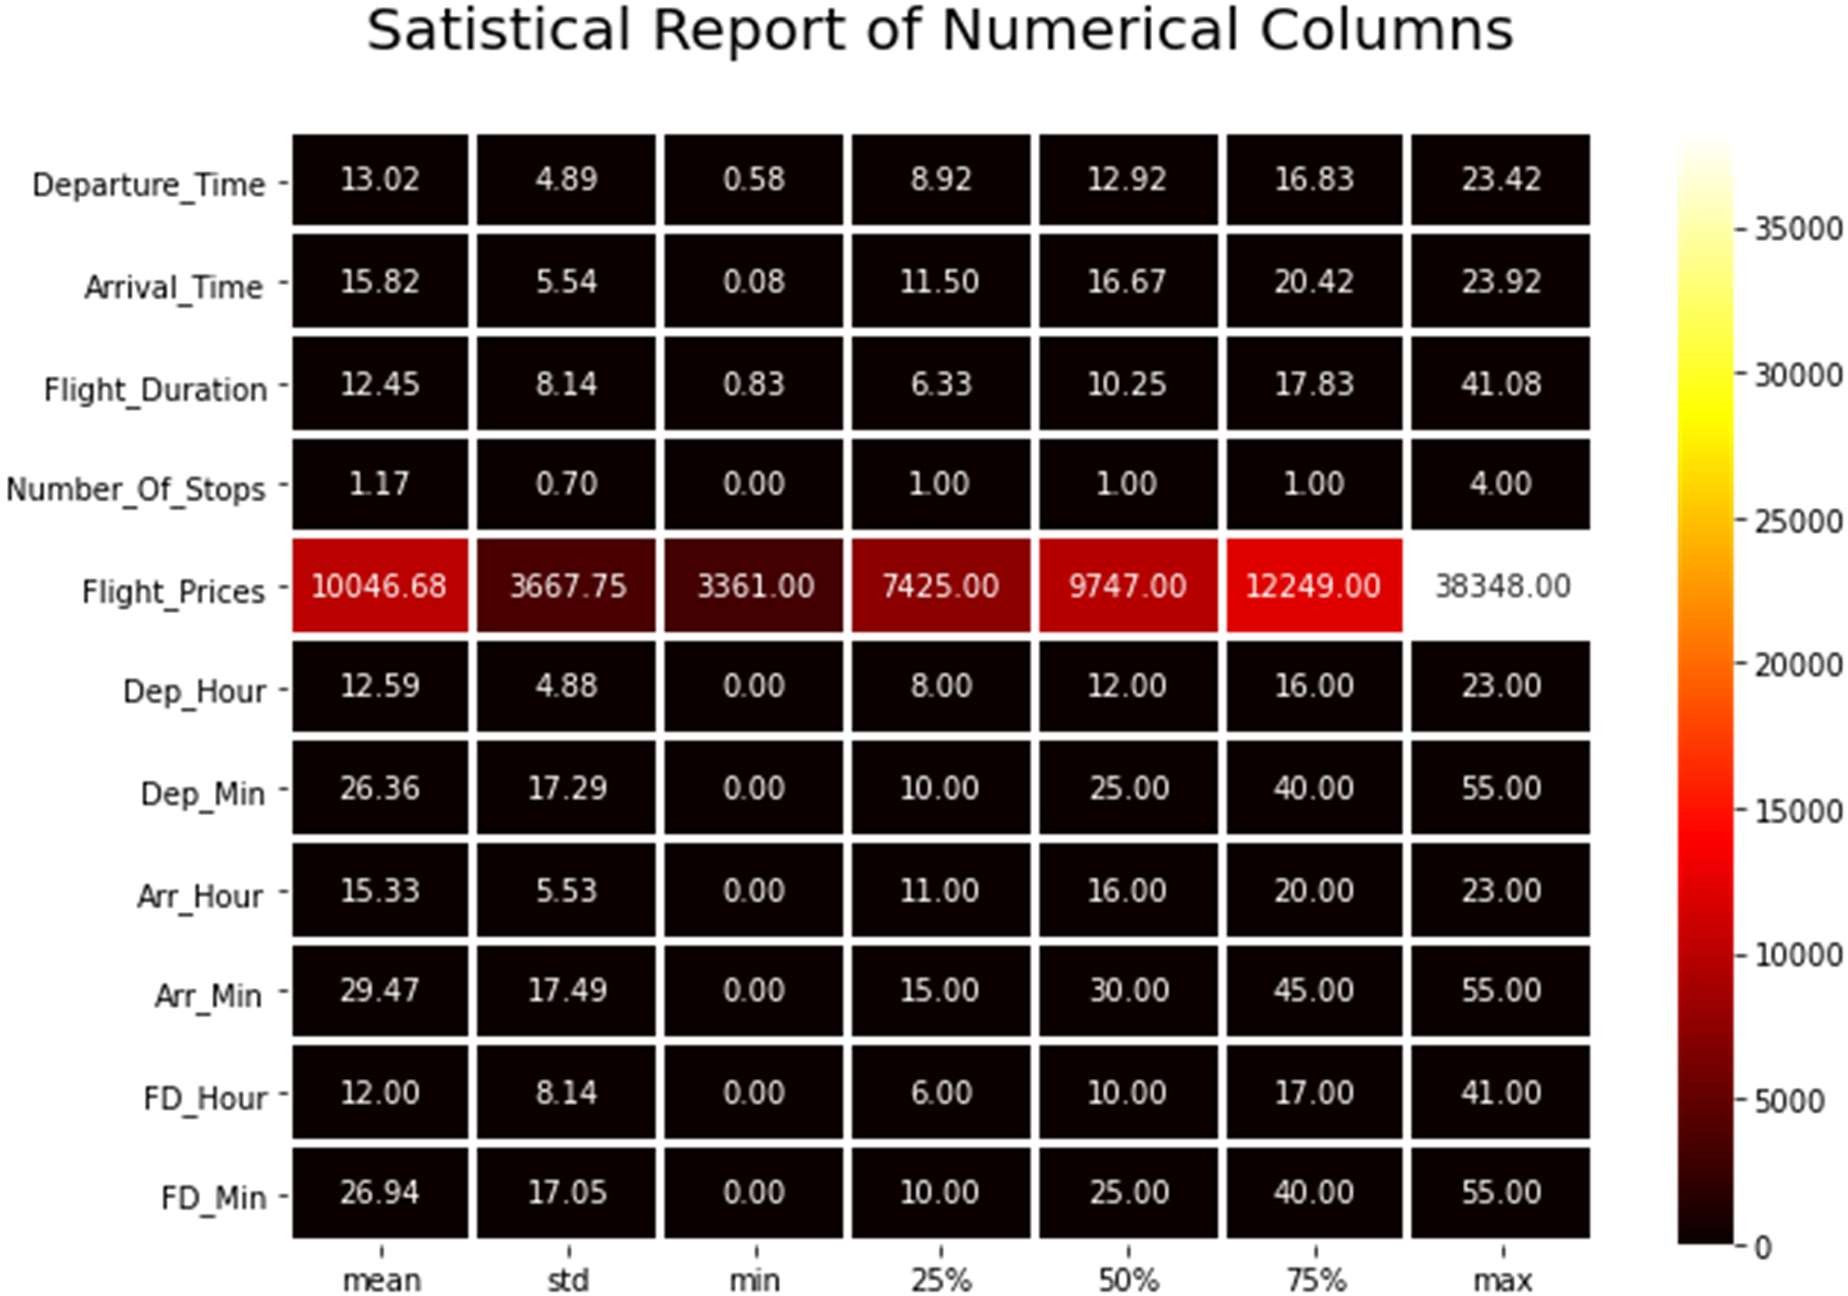 Satistical Report of Numerical Columns
Departure_Time 13.02 4.89 0.58 8.92 12.92 16.83 23.42
Arrival_Time 15.82 5.54 0.08 11.50 16.67 20.42 23.92
Flight_Duration 12.45 8.14 0.83 6.33 10.25 17.83 41.08
Number_Of_Stops 1.17 0.70 0.00 1.00 1.00 1.00 4.00
Flight_Prices 10046.68 3667.75 3361.00 7425.00 9747.00 12249.00 38348.00
Dep_Hour 12.59 4.88 0.00 8.00 12.00 16.00 23.00
Dep_Min 26.36 17.29 0.00 10.00 25.00 40.00 55.00
Arr_Hour 15.33 5.53 0.00 11.00 16.00 20.00 23.00
Arr_Min 29.47 17.49 0.00 15.00 30.00 45.00 55.00
FD_Hour 12.00 8.14 0.00 6.00 10.00 17.00 41.00
FD_Min 26.94 17.05 0.00 10.00 25.00 40.00 55.00
mean std min 25% 50% 75% max
35000
30000
25000
20000
15000
10000
5000
0